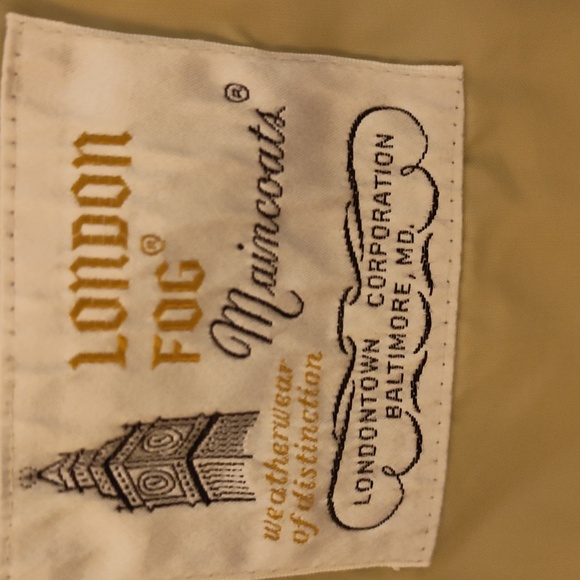 LONDON
FOG®
Maincoats®
weatherwear
of distinction
LONDONTOWN CORPORATION
BALTIMORE, MD.